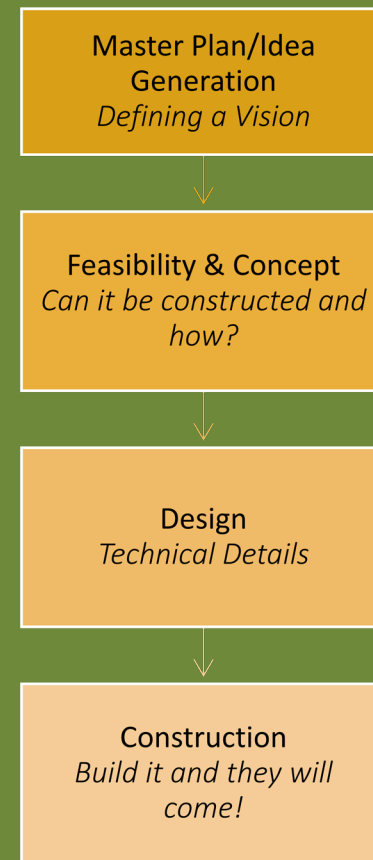 Master Plan/Idea
Generation
Defining a Vision
Feasibility & Concept
Can it be constructed and
how?
Design
Technical Details
Construction
Build it and they will
come!